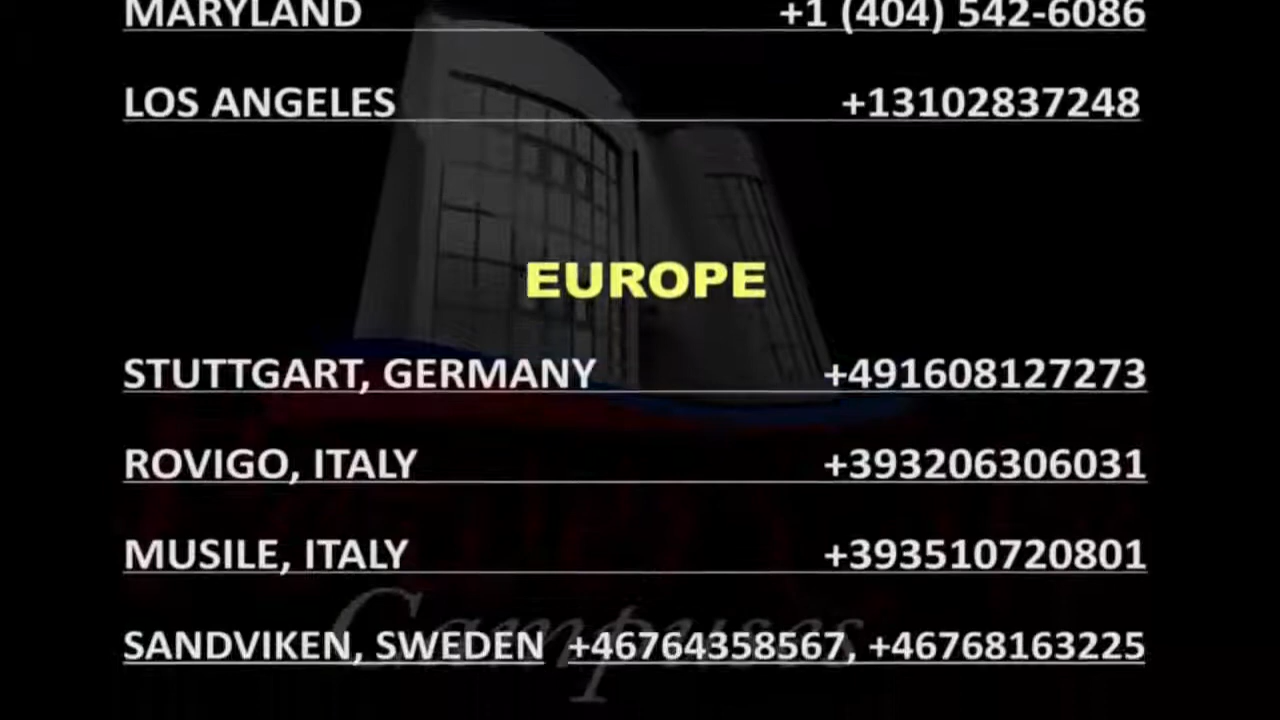 MARYLAND +1 (404) 542-6086
LOS ANGELES +13102837248
EUROPE
STUTTGART, GERMANY +491608127273
ROVIGO, ITALY +393206306031
MUSILE, ITALY +393510720801
SANDVIKEN, SWEDEN +46764358567, +46768163225
Campuses